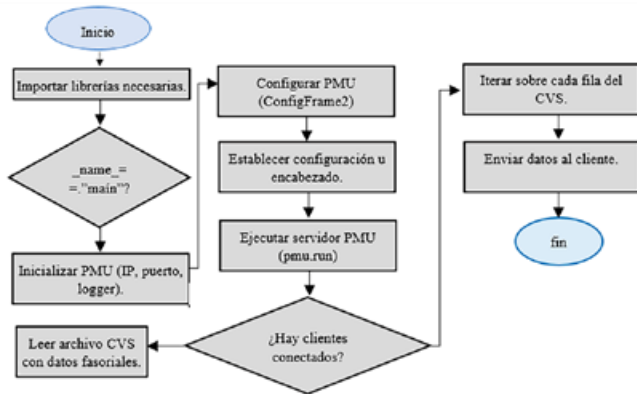 Inicio
Importar librerías necesarias.
_name_=
=."main"?
Inicializar PMU (IP, puerto,
logger).
Configurar PMU
(ConfigFrame2)
Establecer configuración u
encabezado.
Ejecutar servidor PMU
(pmu.run)
¿Hay clientes
conectados?
Leer archivo CVS
con datos fasoriales.
Iterar sobre cada fila del
CVS.
Enviar datos al cliente.
fin